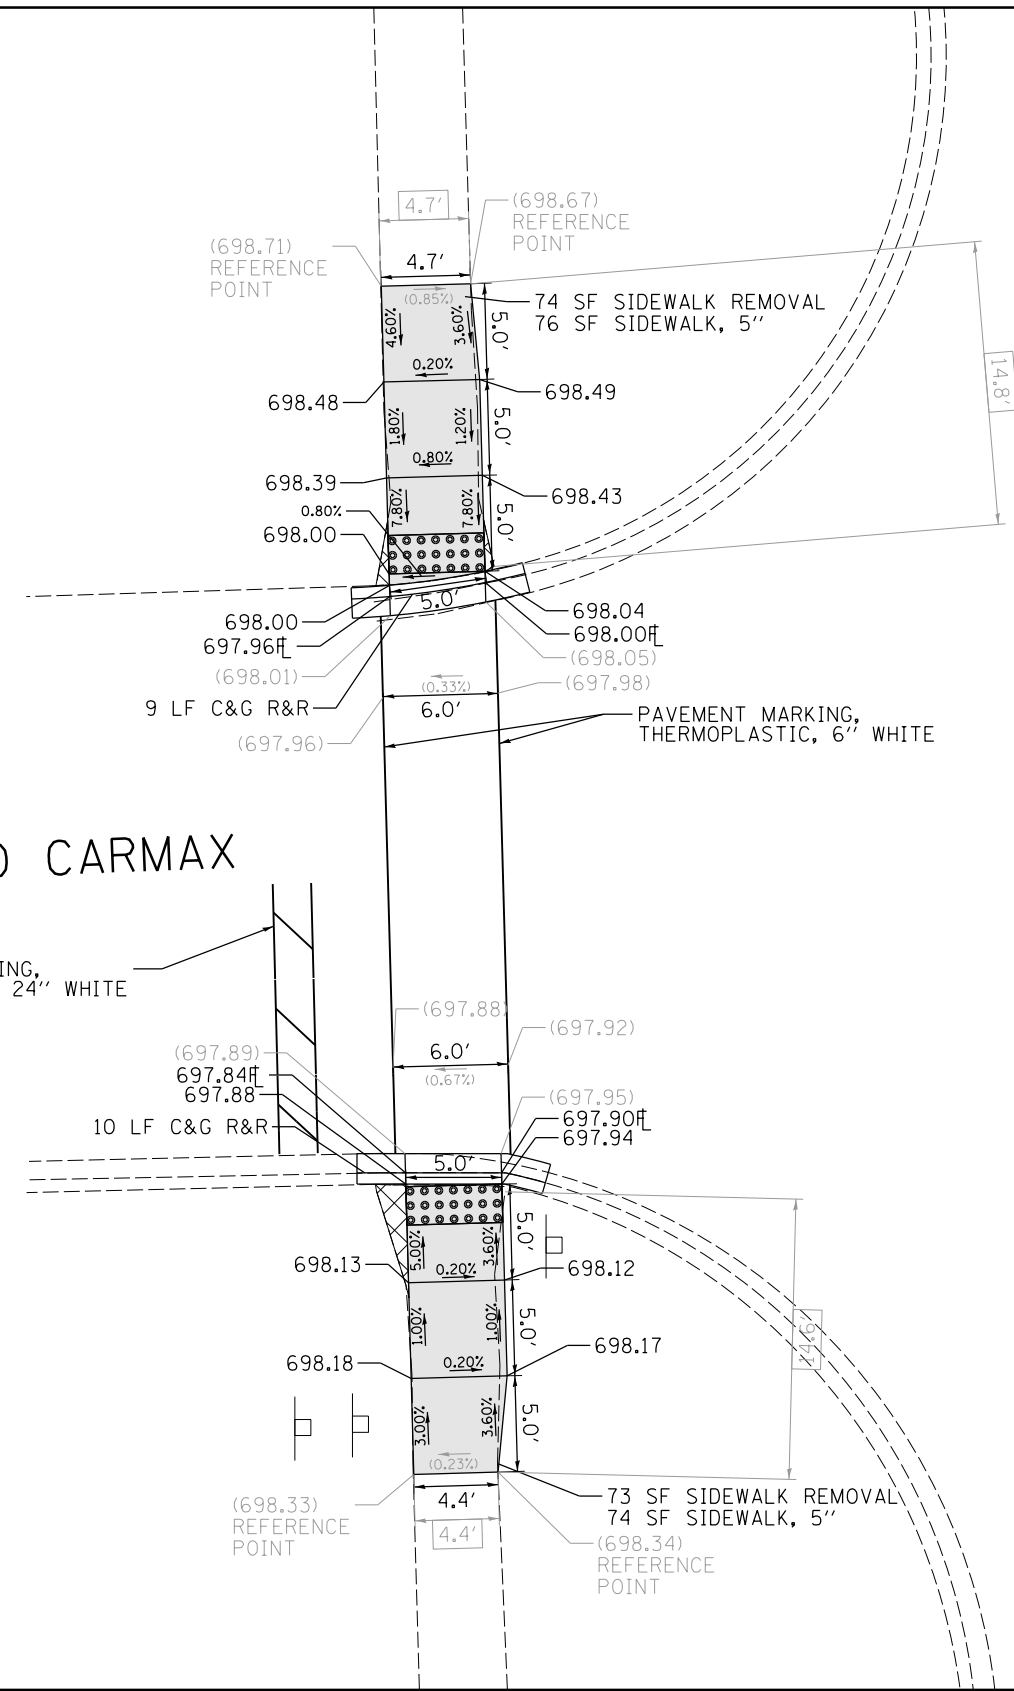 4.7'
(698.67)
REFERENCE
POINT
(698.71)
REFERENCE
POINT
4.7'
(0.85%)
74 SF SIDEWALK REMOVAL
76 SF SIDEWALK, 5''
4.60%
3.60%
5.0'
14.8'
0.20%
698.48
698.49
1.80%
1.20%
5.0'
0.80%
698.39
698.43
7.80%
7.80%
5.0'
0.80%
698.00
5.0'
698.00
698.04
697.96 FL
698.00 FL
(698.01)
(698.05)
(0.33%)
(697.98)
9 LF C&G R&R
6.0'
PAVEMENT MARKING,
THERMOPLASTIC, 6'' WHITE
(697.96)
CARMAX
ING,
24'' WHITE
(697.88)
(697.92)
6.0'
(0.67%)
(697.89)
697.84 FL
697.88
(697.95)
697.90 FL
697.94
10 LF C&G R&R
5.0'
5.0'
5.00%
3.60%
698.13
0.20%
698.12
1.00%
1.00%
5.0'
14.6'
698.18
0.20%
698.17
3.00%
3.60%
5.0'
(0.23%)
4.4'
73 SF SIDEWALK REMOVAL
74 SF SIDEWALK, 5''
(698.33)
REFERENCE
POINT
4.4'
(698.34)
REFERENCE
POINT